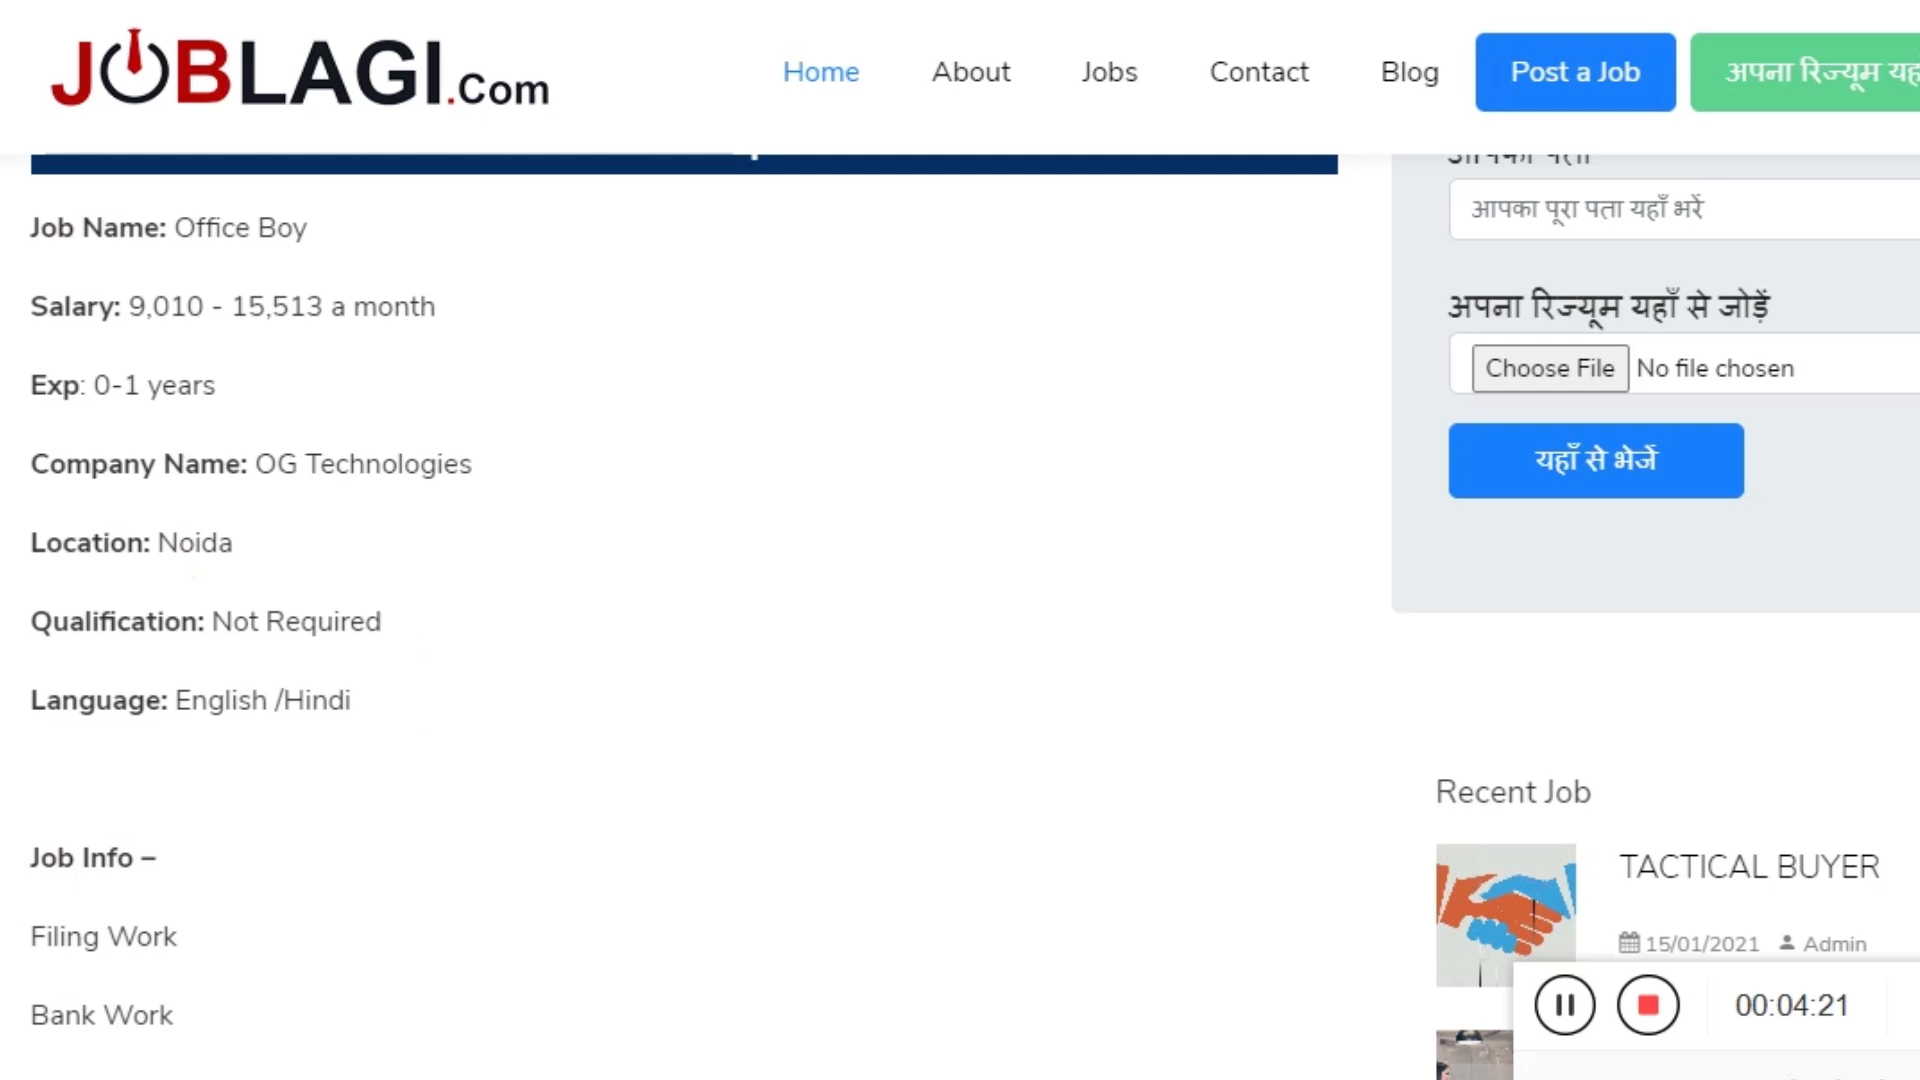 JOBLAGI.Com
Home
About
Jobs
Contact
Blog
Post a Job
अपना रिज्यूम
Job Name: Office Boy
Salary: 9,010 - 15,513 a month
Exp: 0-1 years
Company Name: OG Technologies
Location: Noida
Qualification: Not Required
Language: English /Hindi
Job Info –
Filing Work
Bank Work
आपका पूरा पता यहाँ भरें
अपना रिज्यूम यहाँ से जोड़ें
Choose File No file chosen
यहाँ से भेजें
Recent Job
TACTICAL BUYER
15/01/2021 Admin
00:04:21